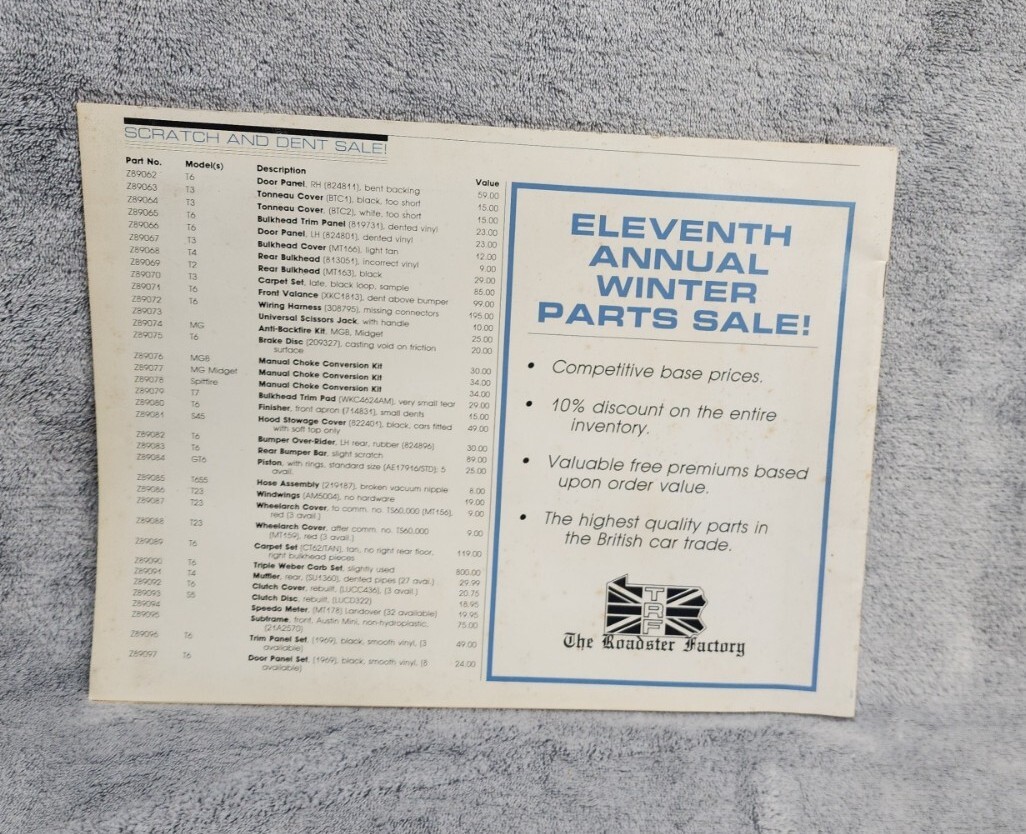 SCRATCH AND DENT SALE!
Part No. Model(s) Description Value
Z89062 T6 Door Panel, RH (824811), bent backing 59.00
Z89063 T3 Tonneau Cover (BTC1), black, too short 15.00
Z89064 T3 Tonneau Cover, (BTC2), white, too short 15.00
Z89065 T6 Bulkhead Trim Panel (819731), dented vinyl 23.00
Z89066 T6 Door Panel, LH (824801), dented vinyl 23.00
Z89067 T3 Bulkhead Cover (MT166), light tan 12.00
Z89068 T4 Rear Bulkhead (813051), incorrect vinyl 9.00
Z89069 T2 Rear Bulkhead (MT163), black 29.00
Z89070 T3 Carpet Set, late, black loop, sample 85.00
Z89071 T6 Front Valance (XKC1813), dent above bumper 99.00
Z89072 T6 Wiring Harness (308795), missing connectors 195.00
Z89073 Universal Scissors Jack, with handle 10.00
Z89074 MG Anti-Backfire Kit, MGB, Midget 25.00
Z89075 T6 Brake Disc (209327), casting void on friction 20.00
surface
Z89076 MGB Manual Choke Conversion Kit 30.00
Z89077 MG Midget Manual Choke Conversion Kit 34.00
Z89078 Spitfire Manual Choke Conversion Kit 34.00
Z89079 T7 Bulkhead Trim Pad (WKC4624AM), very small tear 29.00
Z89080 T6 Finisher, front apron (714831), small dents 15.00
Z89081 S45 Hood Stowage Cover (822401), black, cars fitted 49.00
with soft top only
Z89082 T6 Bumper Over-Rider, LH rear, rubber (824896) 30.00
Z89083 T6 Rear Bumper Bar, slight scratch 89.00
Z89084 GT6 Piston, with rings, standard size (AE17916/STD); 5 25.00
avail.
Z89085 Hose Assembly (219187), broken vacuum nipple 8.00
Z89086 T23 Windwings (AM5004), no hardware 19.00
Z89087 T23 Wheelarch Cover, to comm. no. TS60,000 (MT156), 9.00
red (3 avail.)
Z89088 T23 Wheelarch Cover, after comm. no. TS60,000 9.00
(MT159), red (3 avail.)
Z89089 T6 Carpet Set (CT62/TAN), tan, no right rear floor, 119.00
right bulkhead pieces
Z89090 T6 Triple Weber Carb Set, slightly used 800.00
Z89091 T4 Muffler, rear, (SU1360), dented pipes (27 avail.) 29.99
Z89092 T6 Clutch Cover, rebuilt, (LUCC436), (3 avail.) 20.75
Z89093 S5 Clutch Disc, rebuilt, (LUCD322) 18.95
Z89094 Speedo Meter, (MT178) Landover (32 available) 19.95
Z89095 Subframe, front, Austin Mini, non-hydroplastic, 75.00
(21A2570)
Z89096 T6 Trim Panel Set, (1969), black, smooth vinyl, (3 49.00
available)
Z89097 T6 Door Panel Set, (1969), black, smooth vinyl, (8 24.00
available)
ELEVENTH
ANNUAL
WINTER
PARTS SALE!
• Competitive base prices.
• 10% discount on the entire
inventory.
• Valuable free premiums based
upon order value.
• The highest quality parts in
the British car trade.
TRF
The Roadster Factory